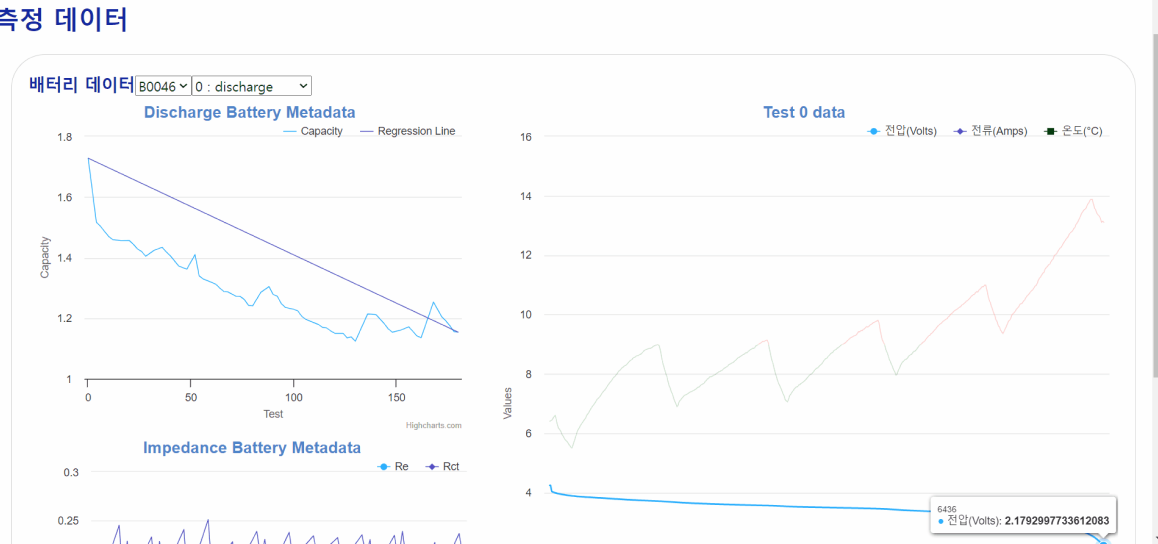 측정 데이터
배터리 데이터 B0046 0 : discharge
Discharge Battery Metadata
Capacity Regression Line
1.8
1.6
1.4
1.2
1
Capacity
0 50 100 150
Test
Highcharts.com
Impedance Battery Metadata
Re Rct
0.3
0.25
Test 0 data
전압(Volts) 전류(Amps) 온도(°C)
16
14
12
10
8
6
4
Values
6436
전압(Volts): 2.1792997733612083